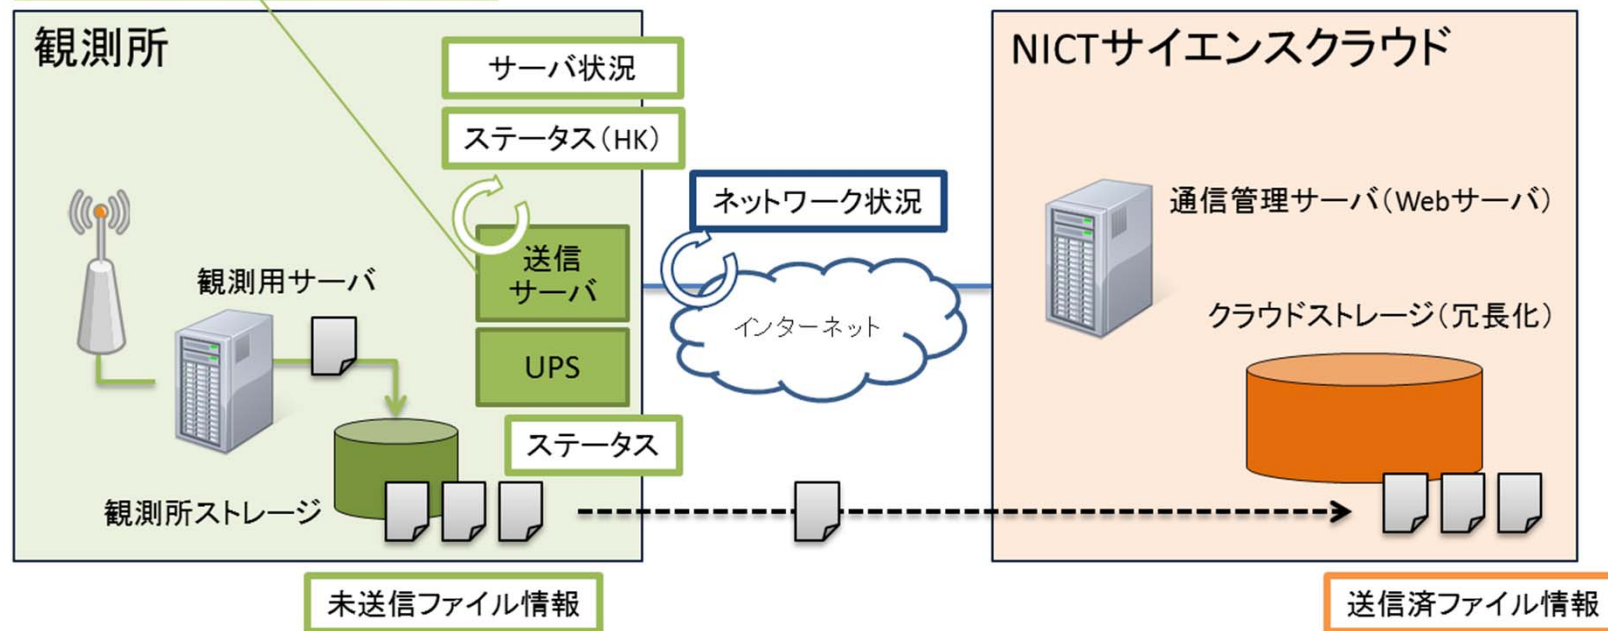 観測所
サーバ状況
ステータス（HK）
観測用サーバ
送信
サーバ
UPS
ステータス
観測所ストレージ
未送信ファイル情報
ネットワーク状況
インターネット
NICTサイエンスクラウド
通信管理サーバ（Webサーバ）
クラウドストレージ（冗長化）
送信済ファイル情報